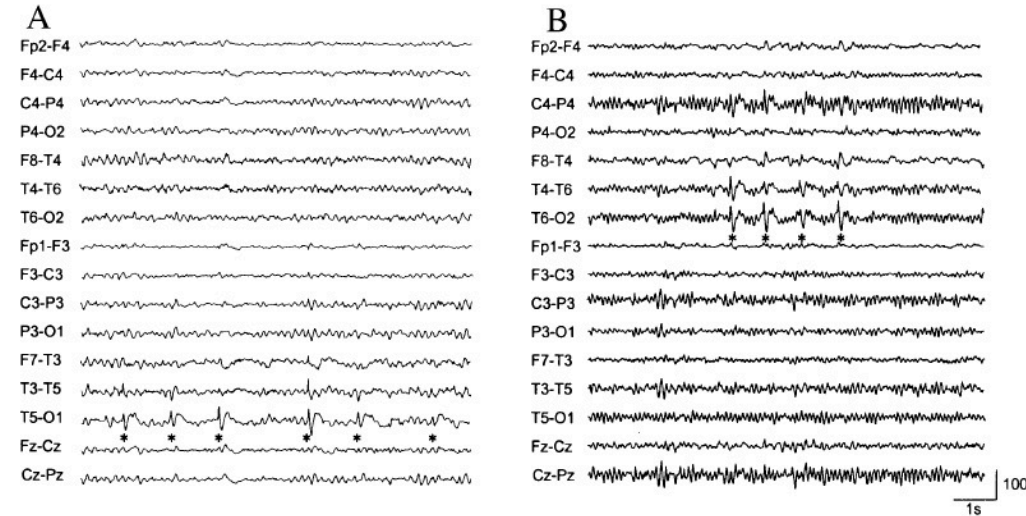 A
Fp2-F4
F4-C4
C4-P4
P4-O2
F8-T4
T4-T6
T6-O2
Fp1-F3
F3-C3
C3-P3
P3-O1
F7-T3
T3-T5
T5-O1
* * * * * *
Fz-Cz
Cz-Pz
B
Fp2-F4
F4-C4
C4-P4
P4-O2
F8-T4
T4-T6
T6-O2
* * * *
Fp1-F3
F3-C3
C3-P3
P3-O1
F7-T3
T3-T5
T5-O1
Fz-Cz
Cz-Pz
100
1s